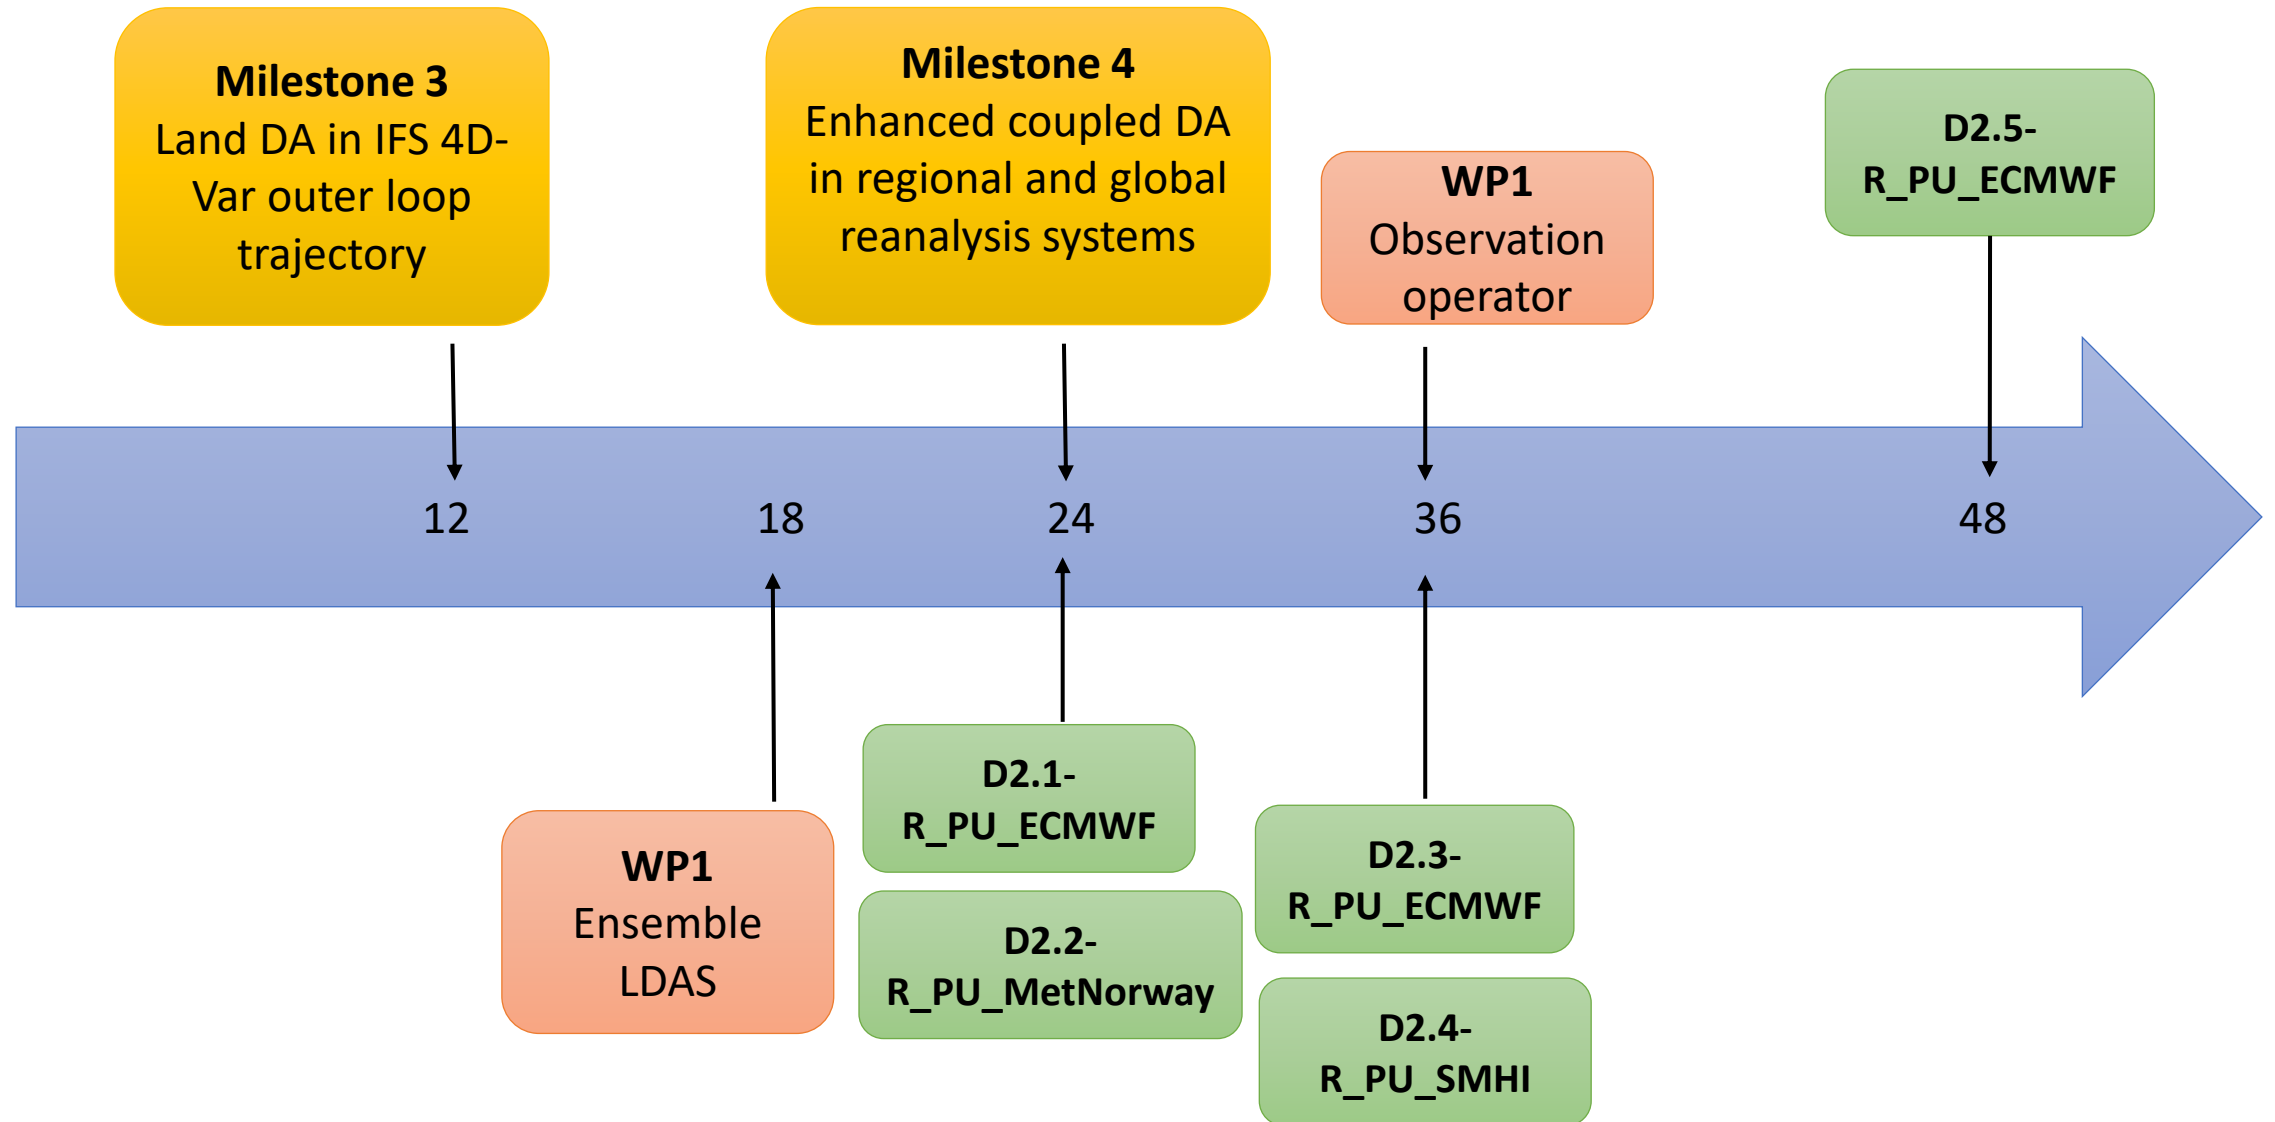 Milestone 3
Land DA in IFS 4D-
Var outer loop
trajectory
Milestone 4
Enhanced coupled DA
in regional and global
reanalysis systems
WP1
Observation
operator
D2.5-
R_PU_ECMWF
12
18
24
36
48
WP1
Ensemble
LDAS
D2.1-
R_PU_ECMWF
D2.2-
R_PU_MetNorway
D2.3-
R_PU_ECMWF
D2.4-
R_PU_SMHI